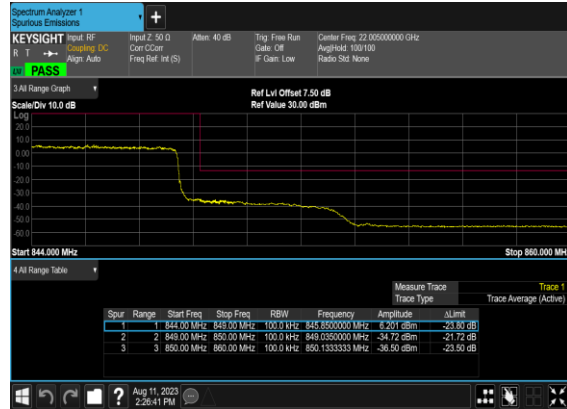 Spectrum Analyzer 1
Spurious Emissions
+
KEYSIGHT Input: RF Input Z: 50 Ω Atten: 40 dB Trig: Free Run Center Freq: 22.005000000 GHz
R T Coupling: DC Corr CCorr Gate: Off Avg|Hold: 100/100
Align: Auto Freq Ref: Int (S) IF Gain: Low Radio Std: None
PASS
3 All Range Graph
Ref Lvl Offset 7.50 dB
Scale/Div 10.0 dB Ref Value 30.00 dBm
Log
20.0
10.0
0.00
-10.0
-20.0
-30.0
-40.0
-50.0
-60.0
Start 844.000 MHz Stop 860.000 MH
4 All Range Table
Measure Trace Trace 1
Trace Type Trace Average (Active)
Spur Range Start Freq Stop Freq RBW Frequency Amplitude ΔLimit
1 1 844.00 MHz 849.00 MHz 100.0 kHz 845.8500000 MHz 6.201 dBm -23.80 dB
2 2 849.00 MHz 850.00 MHz 100.0 kHz 849.0350000 MHz -34.72 dBm -21.72 dB
3 3 850.00 MHz 860.00 MHz 100.0 kHz 850.1333333 MHz -36.50 dBm -23.50 dB
? Aug 11, 2023
2:26:41 PM